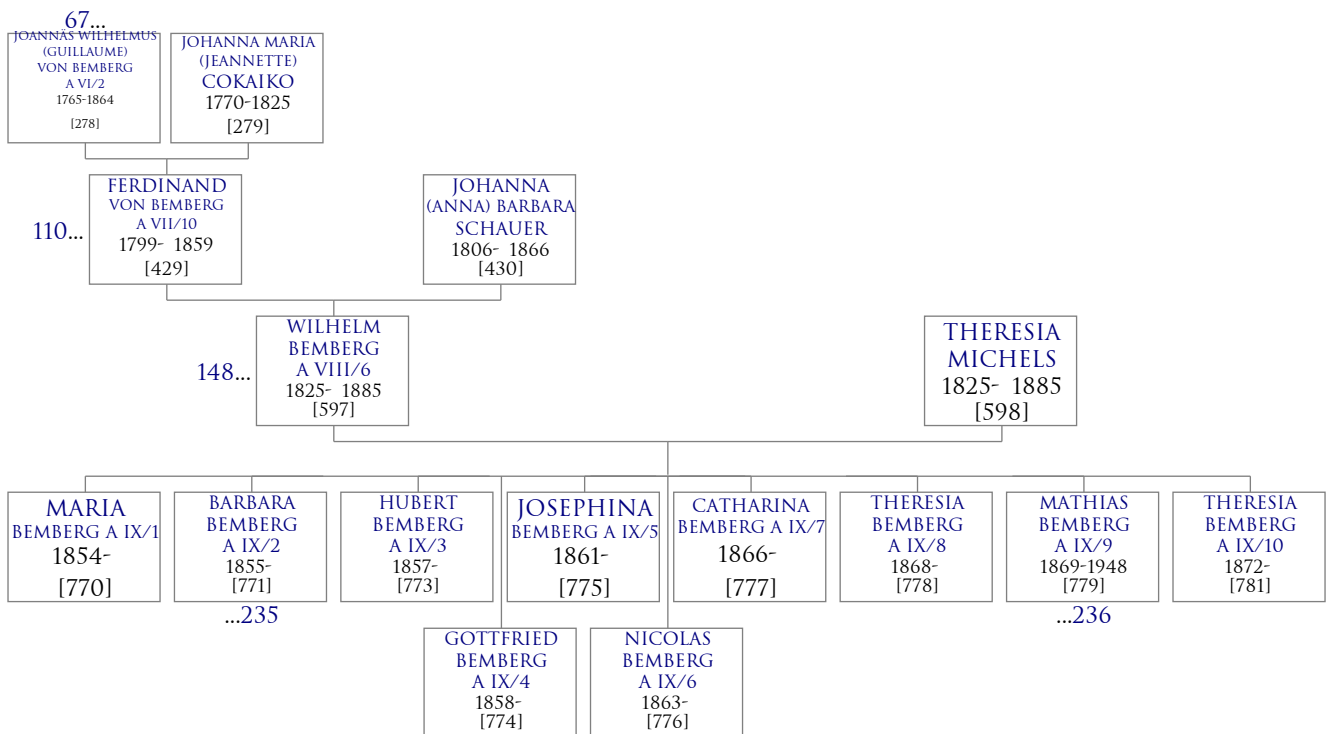 67...
JOANNÄS WILHELMUS
(GUILLAUME)
VON BEMBERG
A VI/2
1765-1864
[278]
JOHANNA MARIA
(JEANNETTE)
COKAIKO
1770-1825
[279]
110...
FERDINAND
VON BEMBERG
A VII/10
1799- 1859
[429]
JOHANNA
(ANNA) BARBARA
SCHAUER
1806- 1866
[430]
148...
WILHELM
BEMBERG
A VIII/6
1825- 1885
[597]
THERESIA
MICHELS
1825- 1885
[598]
MARIA
BEMBERG A IX/1
1854-
[770]
BARBARA
BEMBERG
A IX/2
1855-
[771]
...235
HUBERT
BEMBERG
A IX/3
1857-
[773]
JOSEPHINA
BEMBERG A IX/5
1861-
[775]
CATHARINA
BEMBERG A IX/7
1866-
[777]
THERESIA
BEMBERG
A IX/8
1868-
[778]
MATHIAS
BEMBERG
A IX/9
1869-1948
[779]
...236
THERESIA
BEMBERG
A IX/10
1872-
[781]
GOTTFRIED
BEMBERG
A IX/4
1858-
[774]
NICOLAS
BEMBERG
A IX/6
1863-
[776]